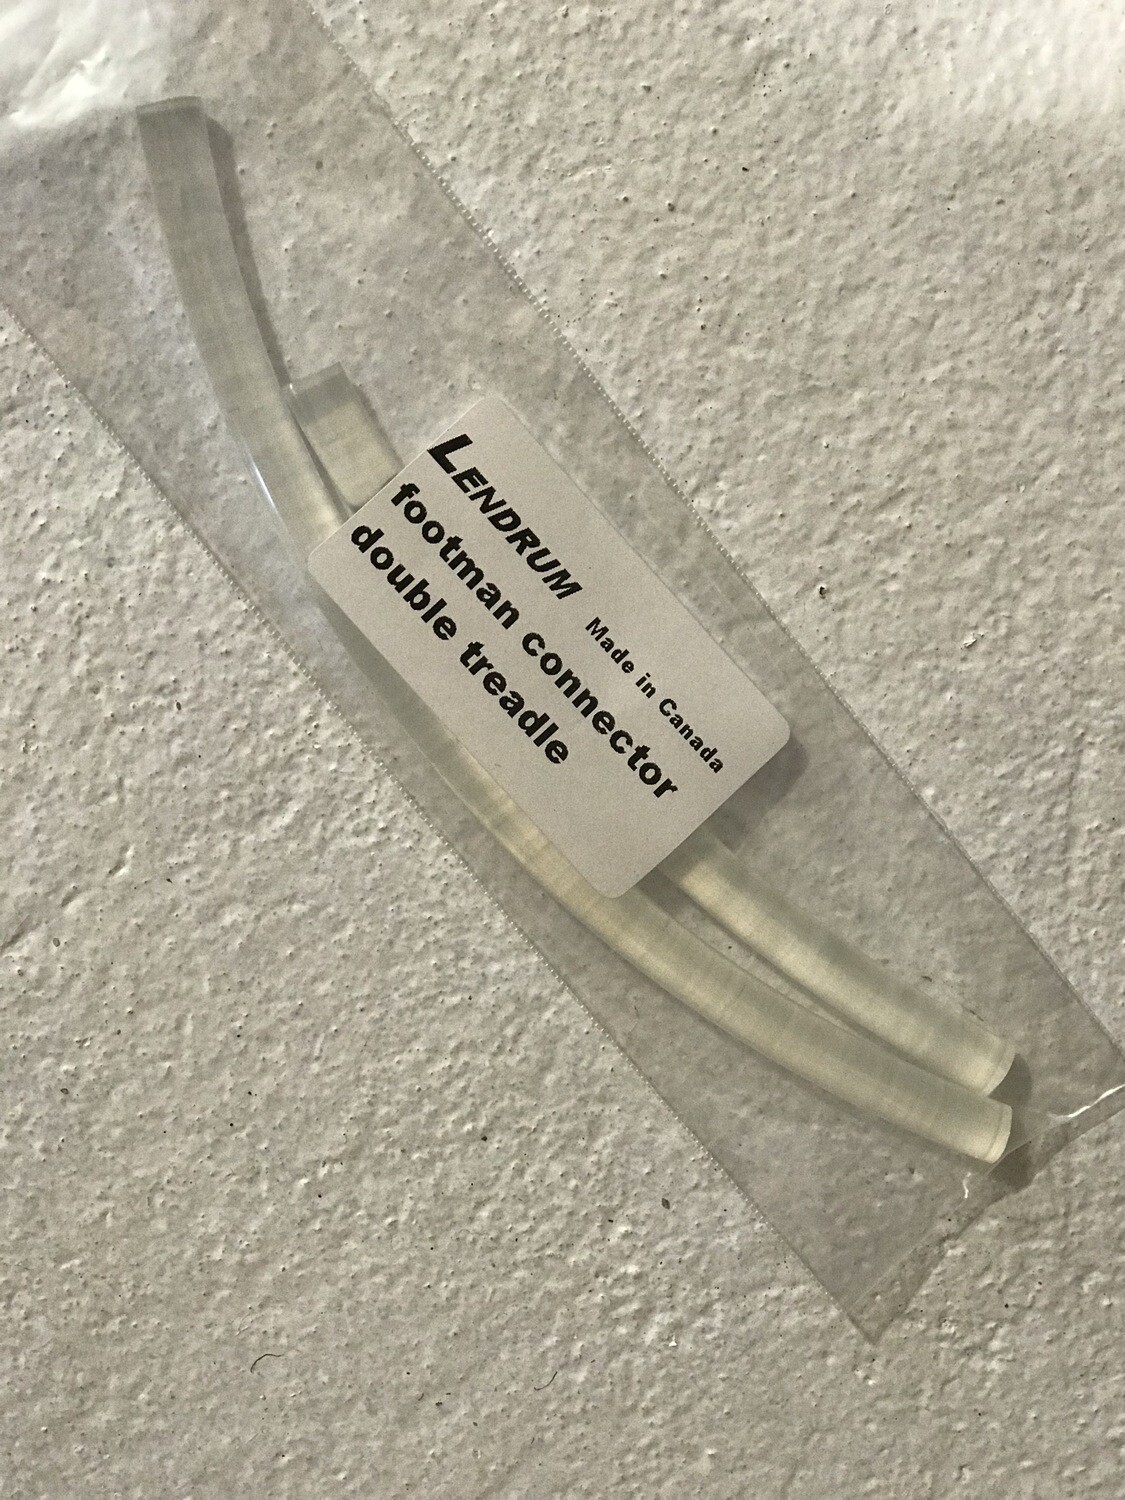 LENDRUM Made in Canada
footman connector
double treadle